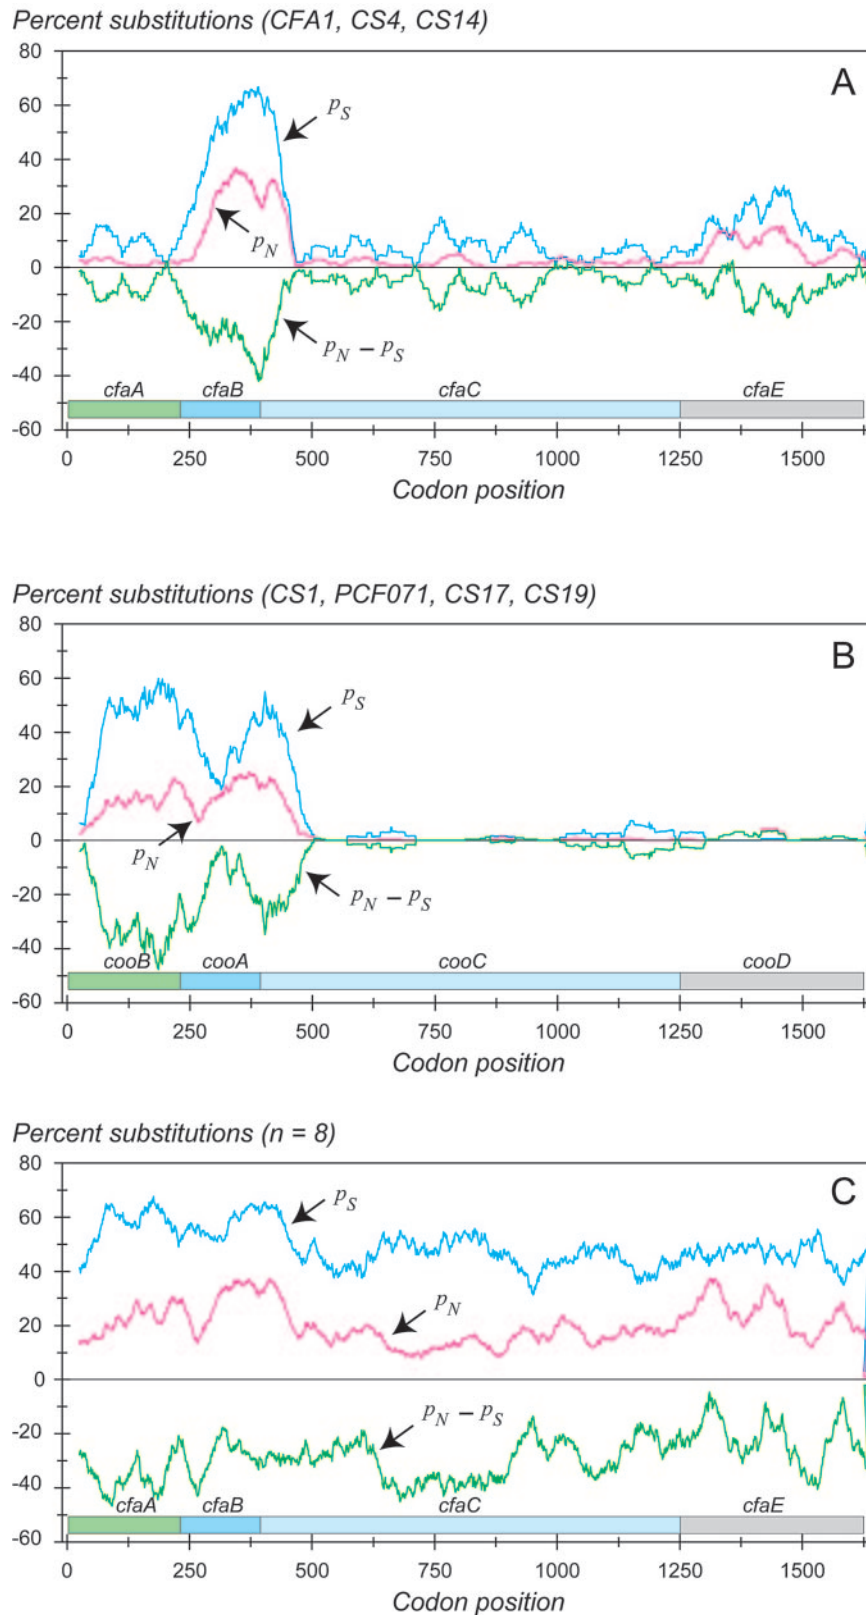 Percent substitutions (CFA1, CS4, CS14)
80
A
60
pS
40
20
pN
0
-20
pN − pS
-40
cfaA cfaB cfaC cfaE
-60
0 250 500 750 1000 1250 1500
Codon position
Percent substitutions (CS1, PCF071, CS17, CS19)
80
B
60
pS
40
20
0
pN
-20
pN − pS
-40
cooB cooA cooC cooD
-60
0 250 500 750 1000 1250 1500
Codon position
Percent substitutions (n = 8)
80
C
pS
60
40
pN
20
0
pN − pS
-20
-40
cfaA cfaB cfaC cfaE
-60
0 250 500 750 1000 1250 1500
Codon position